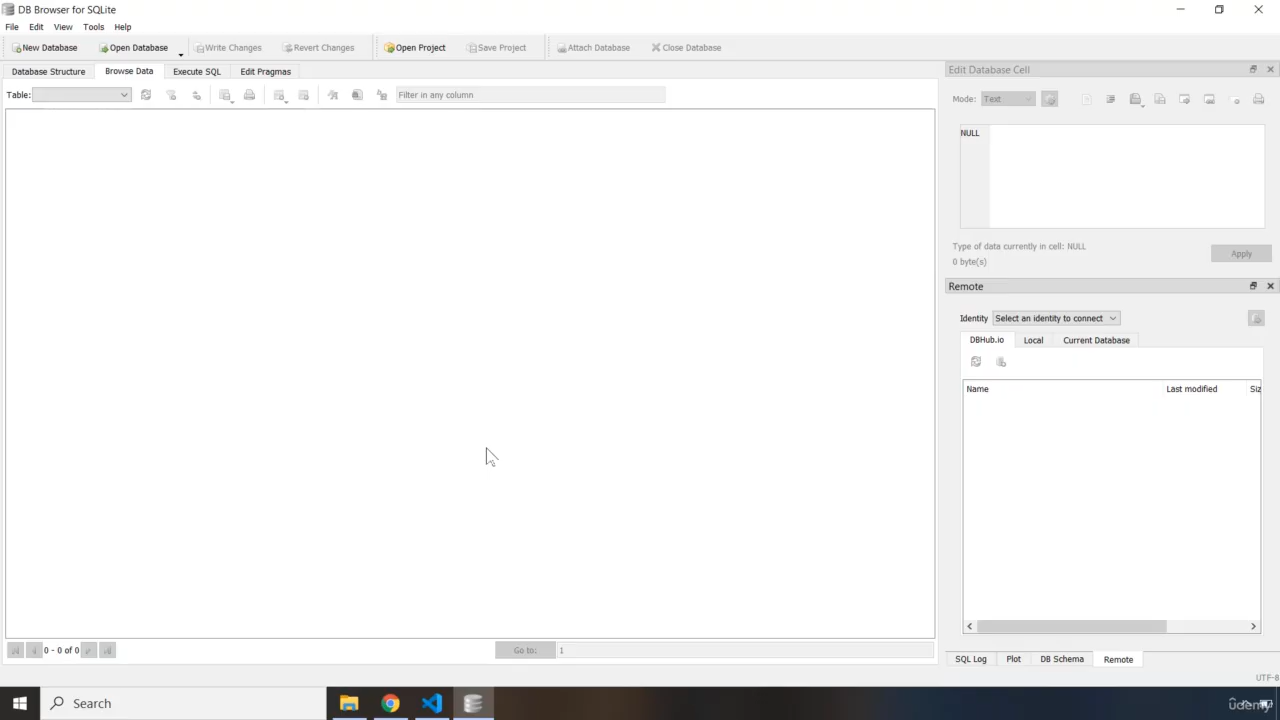 DB Browser for SQLite
File Edit View Tools Help
New Database Open Database Write Changes Revert Changes Open Project Save Project Attach Database Close Database
Database Structure Browse Data Execute SQL Edit Pragmas
Table: Filter in any column
Edit Database Cell
Mode: Text
NULL
Type of data currently in cell: NULL
0 byte(s)
Apply
Remote
Identity Select an identity to connect
DBHub.io Local Current Database
Name Last modified Siz
0 - 0 of 0 Go to: 1
SQL Log Plot DB Schema Remote
UTF-8
Search
udemy